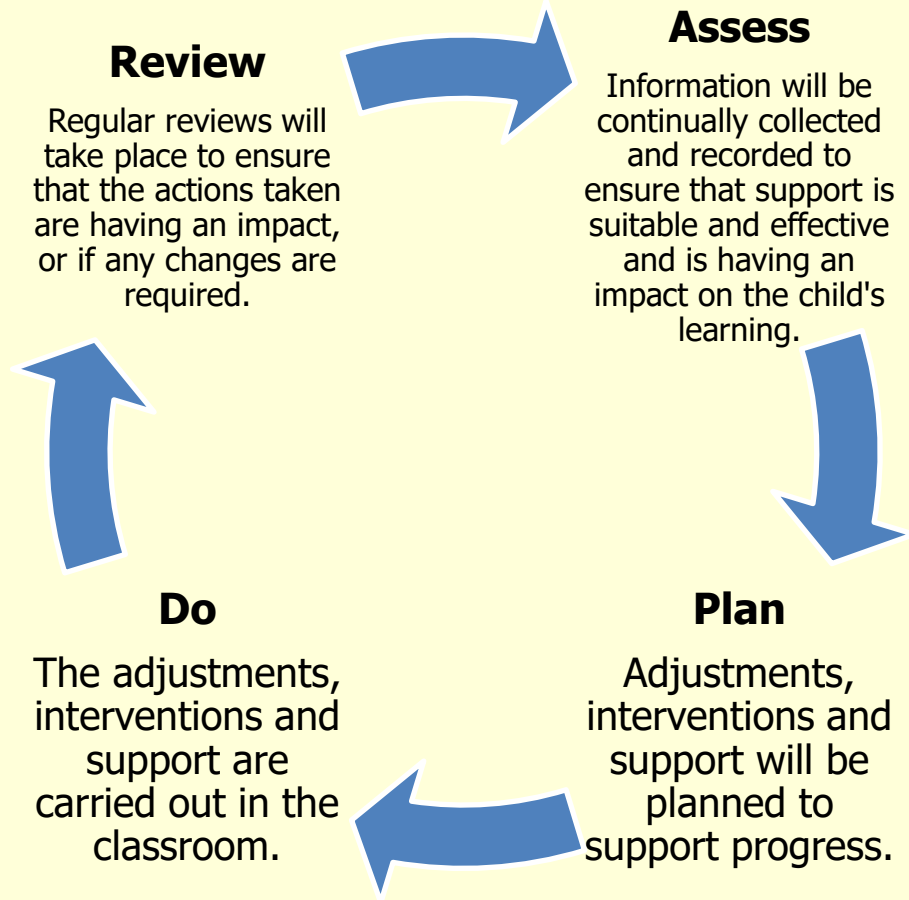 Review
Regular reviews will
take place to ensure
that the actions taken
are having an impact,
or if any changes are
required.
Assess
Information will be
continually collected
and recorded to
ensure that support is
suitable and effective
and is having an
impact on the child's
learning.
Plan
Adjustments,
interventions and
support will be
planned to
support progress.
Do
The adjustments,
interventions and
support are
carried out in the
classroom.